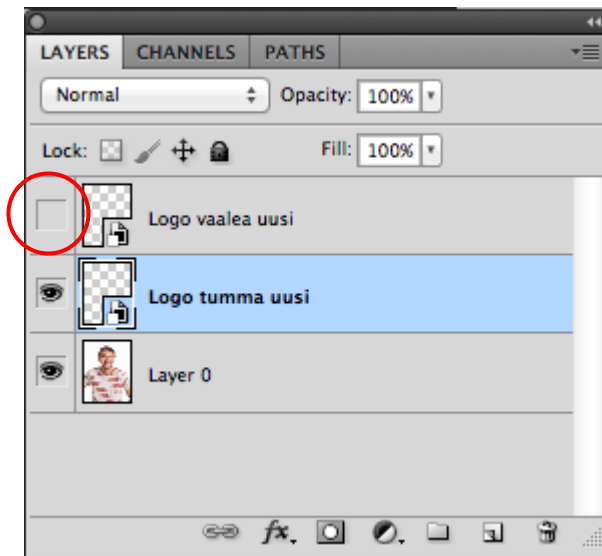 LAYERS CHANNELS PATHS
Normal Opacity: 100%
Lock: Fill: 100%
Logo vaalea uusi
Logo tumma uusi
Layer 0
fx.